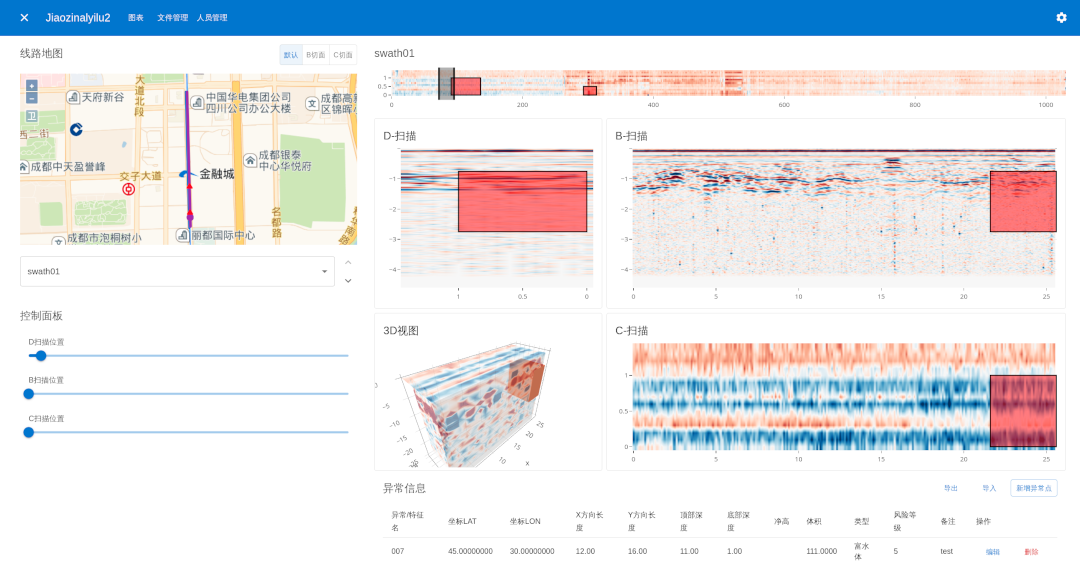 Jiaozinalyilu2 图表 文件管理 人员管理
线路地图
默认 B切面 C切面
天府新谷
大道北段
中国华电集团公司
四川公司办公大楼
成都高新
区锦晖小
西二街
成都中天盈誉峰
交子大道
金融城
成都银泰
中心华悦府
名都路
成都市泡桐树小
丽都国际中心
swath01
控制面板
D扫描位置
B扫描位置
C扫描位置
swath01
1
0.5
0
0 200 400 600 800 1000
D-扫描
−1
−2
−3
−4
1 0.5 0
B-扫描
−1
−2
−3
−4
0 5 10 15 20 25
3D视图
0
−5
−10
−15
−20
10 15 20 25
x
C-扫描
1
0.5
0
0 5 10 15 20 25
异常信息 导出 导入 新增异常点
异常/特征名 坐标LAT 坐标LON X方向长度 Y方向长度 顶部深度 底部深度 净高 体积 类型 风险等级 备注 操作
007 45.00000000 30.00000000 12.00 16.00 11.00 1.00 111.0000 富水体 5 test 编辑 删除